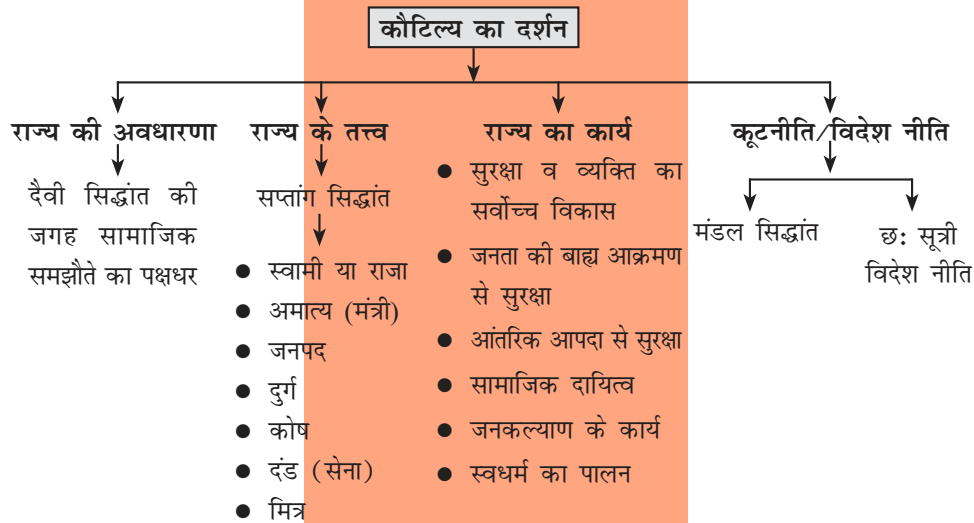 कौटिल्य का दर्शन
राज्य की अवधारणा
दैवी सिद्धांत की
जगह सामाजिक
समझौते का पक्षधर
राज्य के तत्त्व
सप्तांग सिद्धांत
● स्वामी या राजा
● अमात्य (मंत्री)
● जनपद
● दुर्ग
● कोष
● दंड (सेना)
● मित्र
राज्य का कार्य
● सुरक्षा व व्यक्ति का
सर्वोच्च विकास
● जनता की बाह्य आक्रमण
से सुरक्षा
● आंतरिक आपदा से सुरक्षा
● सामाजिक दायित्व
● जनकल्याण के कार्य
● स्वधर्म का पालन
कूटनीति/विदेश नीति
मंडल सिद्धांत
छः सूत्री
विदेश नीति